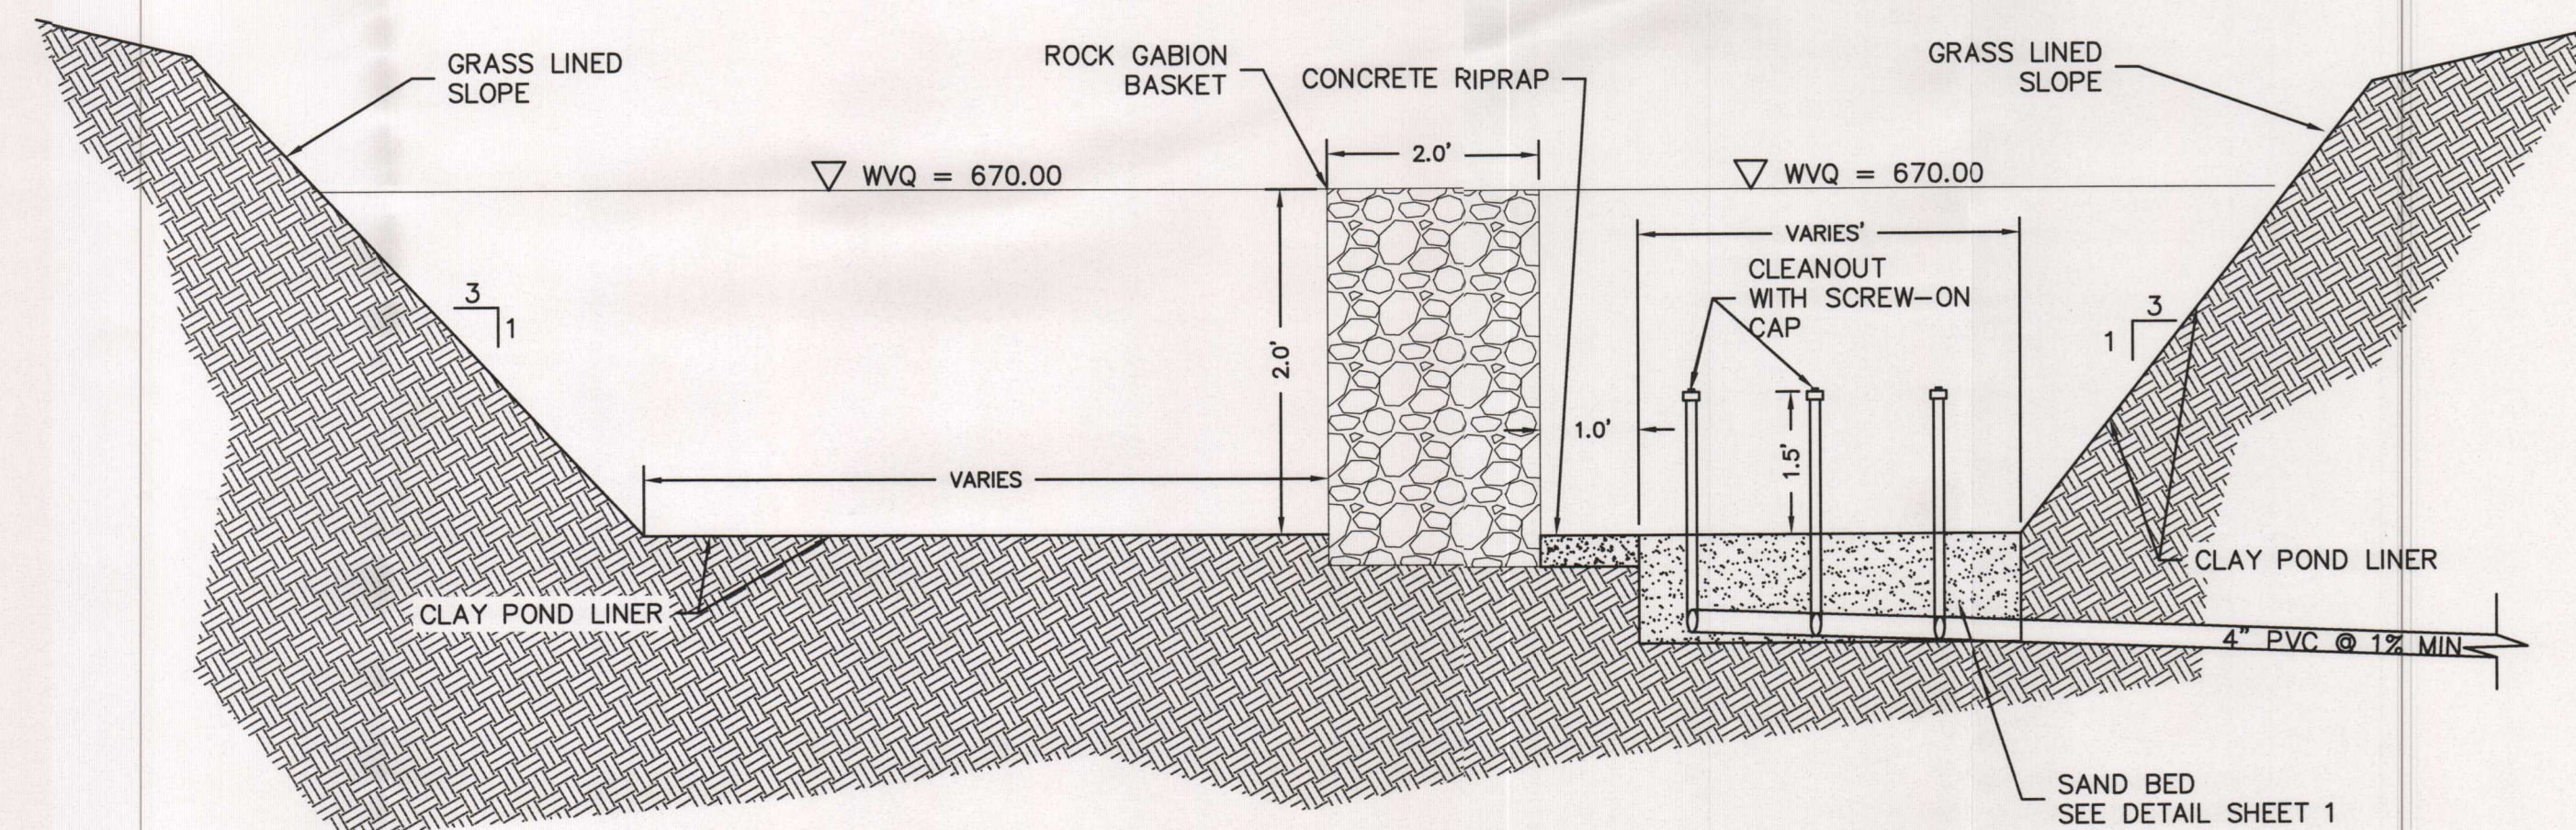 GRASS LINED
SLOPE
ROCK GABION
BASKET
CONCRETE RIPRAP
GRASS LINED
SLOPE
2.0'
WVQ = 670.00
WVQ = 670.00
VARIES'
CLEANOUT
WITH SCREW-ON
CAP
3
1
3
1
2.0'
1.0'
1.5'
VARIES
CLAY POND LINER
CLAY POND LINER
4" PVC @ 1% MIN
SAND BED
SEE DETAIL SHEET 1